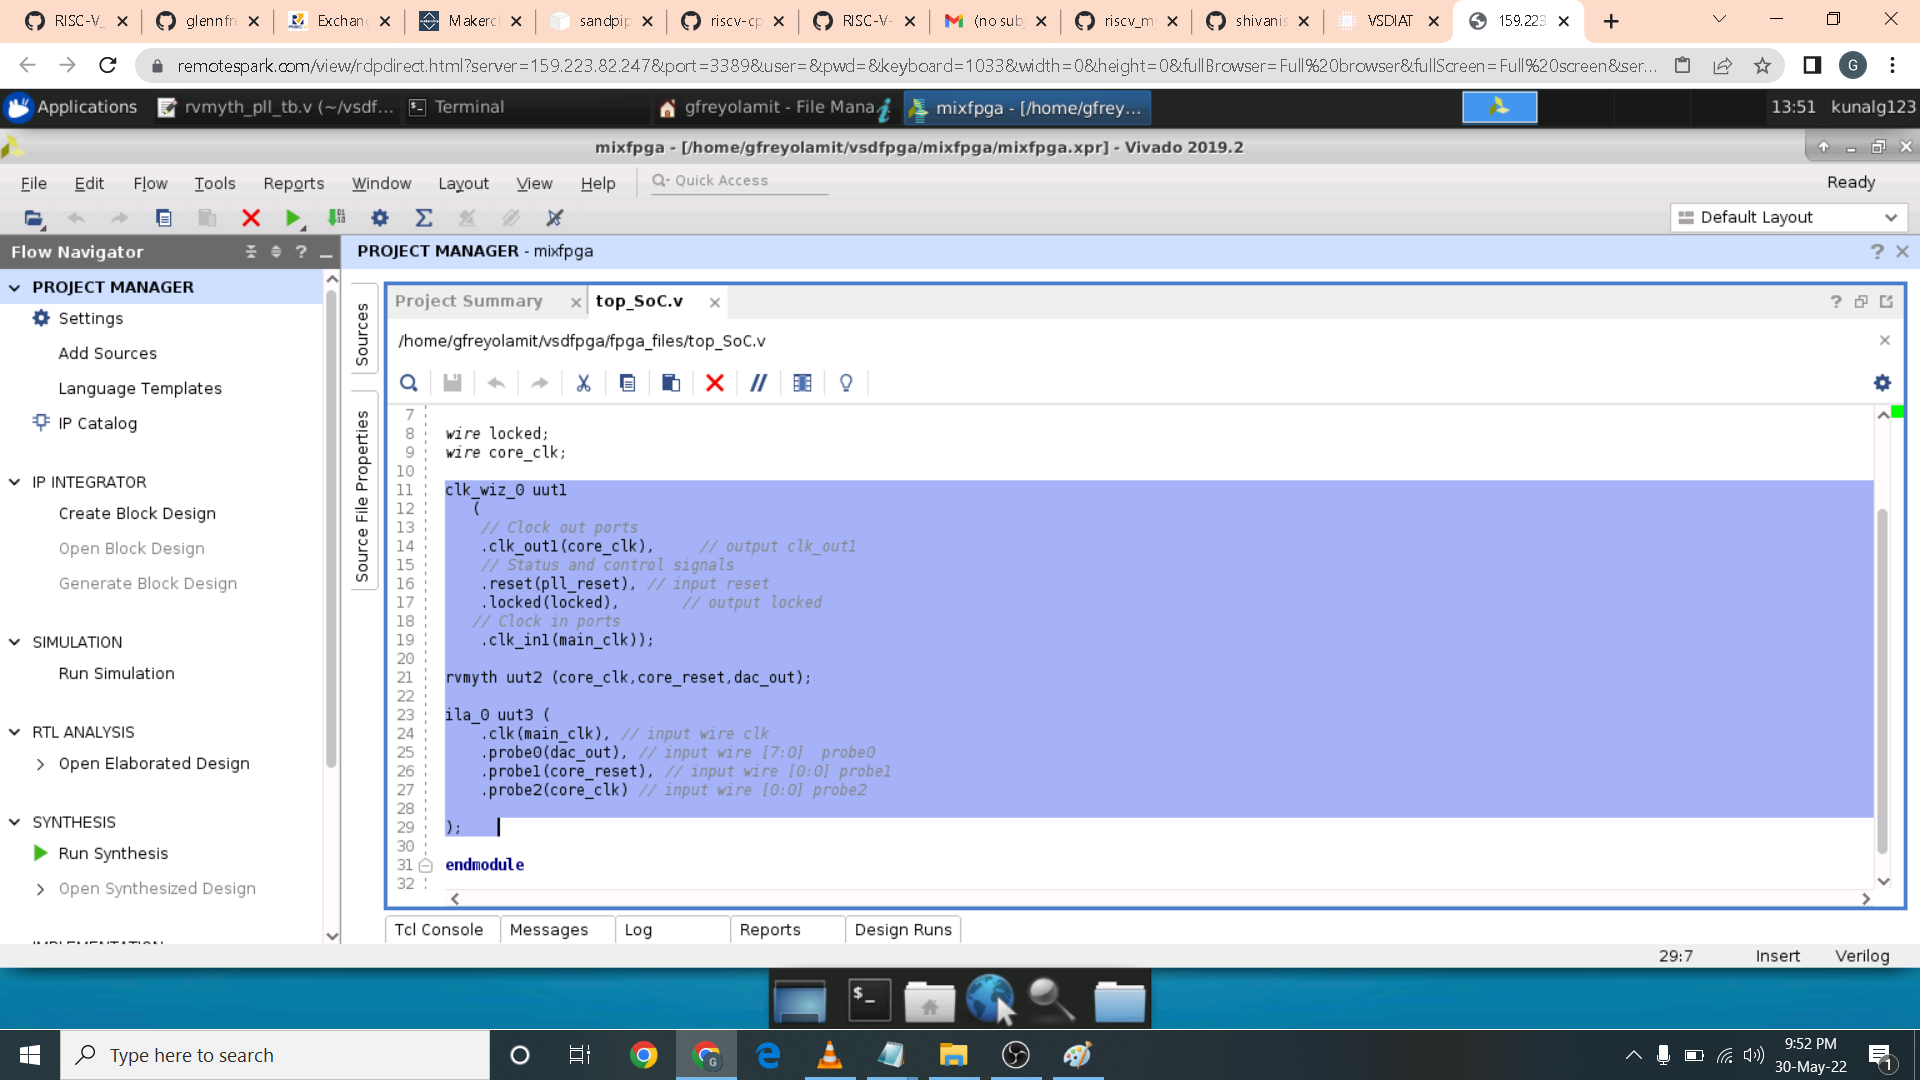 RISC-V_
glennfre
Exchan
Makerch
sandpip
riscv-cp
RISC-V-
(no sub
riscv_my
shivanis
VSDIAT
159.223
remotespark.com/view/rdpdirect.html?server=159.223.82.247&port=3389&user=&pwd=&keyboard=1033&width=0&height=0&fullBrowser=Full%20browser&fullScreen=Full%20screen&ser...
G
Applications
rvmyth_pll_tb.v (~/vsdf...
Terminal
gfreyolamit - File Mana
mixfpga - [/home/gfrey...
13:51
kunalg123
mixfpga - [/home/gfreyolamit/vsdfpga/mixfpga/mixfpga.xpr] - Vivado 2019.2
File Edit Flow Tools Reports Window Layout View Help
Quick Access
Ready
Default Layout
Flow Navigator
PROJECT MANAGER - mixfpga
PROJECT MANAGER
Settings
Add Sources
Language Templates
IP Catalog
IP INTEGRATOR
Create Block Design
Open Block Design
Generate Block Design
SIMULATION
Run Simulation
RTL ANALYSIS
Open Elaborated Design
SYNTHESIS
Run Synthesis
Open Synthesized Design
IMPLEMENTATION
Sources
Source File Properties
Project Summary
top_SoC.v
/home/gfreyolamit/vsdfpga/fpga_files/top_SoC.v
7
8 wire locked;
9 wire core_clk;
10
11 clk_wiz_0 uut1
12 (
13 // Clock out ports
14 .clk_out1(core_clk), // output clk_out1
15 // Status and control signals
16 .reset(pll_reset), // input reset
17 .locked(locked), // output locked
18 // Clock in ports
19 .clk_in1(main_clk));
20
21 rvmyth uut2 (core_clk,core_reset,dac_out);
22
23 ila_0 uut3 (
24 .clk(main_clk), // input wire clk
25 .probe0(dac_out), // input wire [7:0] probe0
26 .probe1(core_reset), // input wire [0:0] probe1
27 .probe2(core_clk) // input wire [0:0] probe2
28
29 );
30
31 endmodule
32
Tcl Console
Messages
Log
Reports
Design Runs
29:7
Insert
Verilog
Type here to search
9:52 PM
30-May-22
1